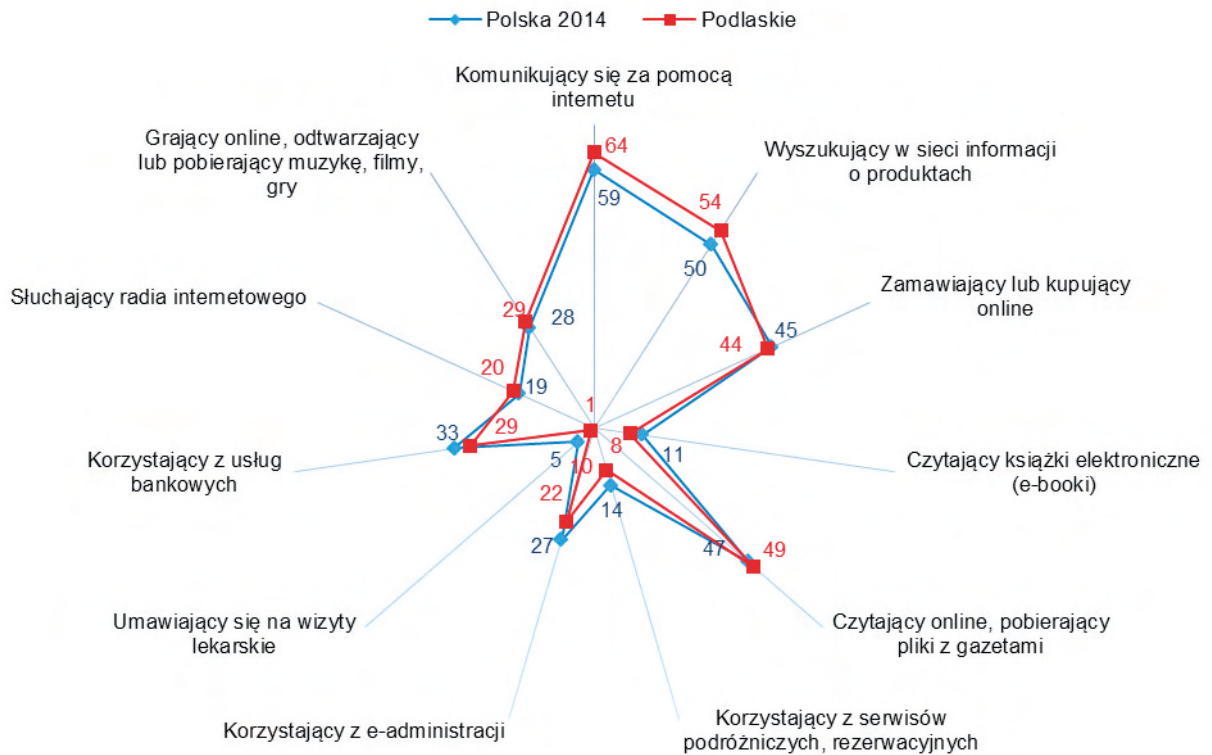 Polska 2014 Podlaskie
Komunikujący się za pomocą
internetu
64
59
Wyszukujący w sieci informacji
o produktach
54
50
Zamawiający lub kupujący
online
45
44
Czytający książki elektroniczne
(e-booki)
8
11
Czytający online, pobierający
pliki z gazetami
47
49
Korzystający z serwisów
podróżniczych, rezerwacyjnych
10
14
Korzystający z e-administracji
22
27
Umawiający się na wizyty
lekarskie
1
5
Korzystający z usług
bankowych
33
29
Słuchający radia internetowego
20
19
Grający online, odtwarzający
lub pobierający muzykę, filmy,
gry
29
28